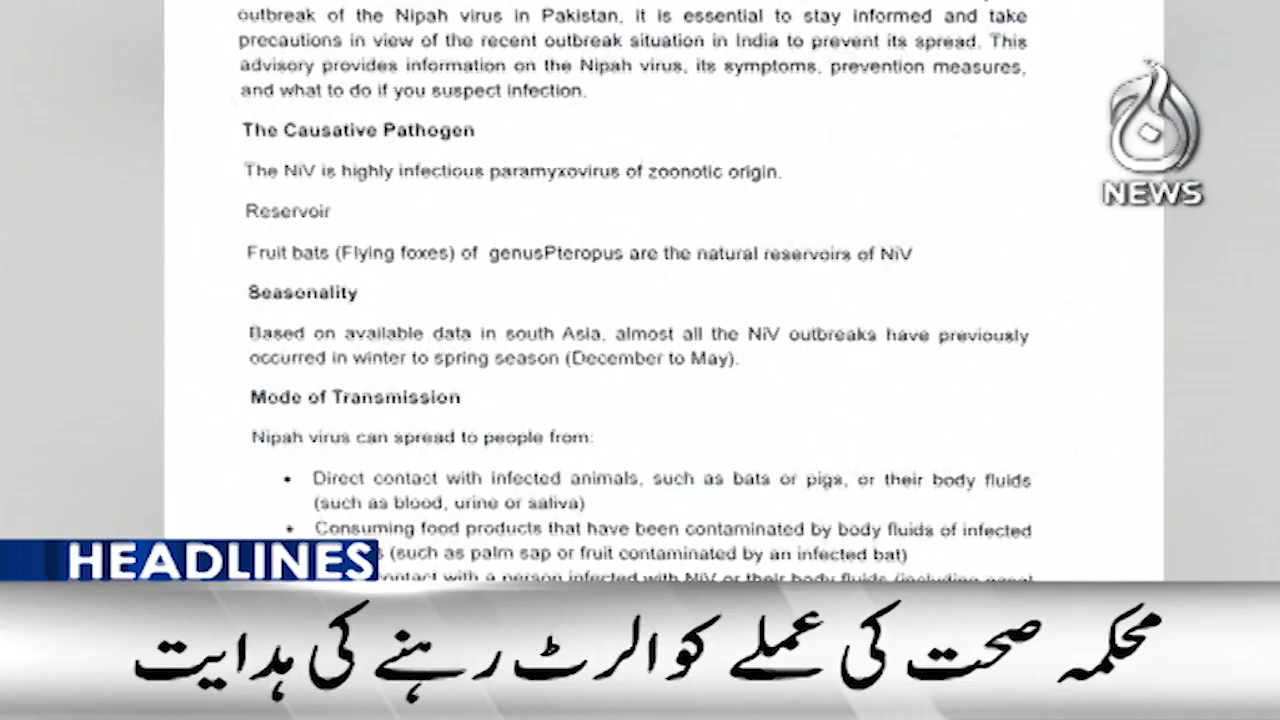 outbreak of the Nipah virus in Pakistan, it is essential to stay informed and take
precautions in view of the recent outbreak situation in India to prevent its spread. This
advisory provides information on the Nipah virus, its symptoms, prevention measures,
and what to do if you suspect infection.
The Causative Pathogen
The NiV is highly infectious paramyxovirus of zoonotic origin.
Reservoir
Fruit bats (Flying foxes) of genusPteropus are the natural reservoirs of NiV
Seasonality
Based on available data in south Asia, almost all the NiV outbreaks have previously
occurred in winter to spring season (December to May).
Mode of Transmission
Nipah virus can spread to people from:
• Direct contact with infected animals, such as bats or pigs, or their body fluids
(such as blood, urine or saliva)
• Consuming food products that have been contaminated by body fluids of infected
(such as palm sap or fruit contaminated by an infected bat)
contact with a person infected with NiV or their body fluids (including
NEWS
HEADLINES
محکمہ صحت کی عملے کو الرٹ رہنے کی ہدایت